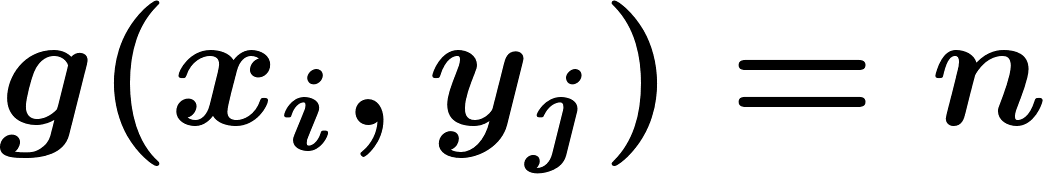 g(x_i, y_j) = n